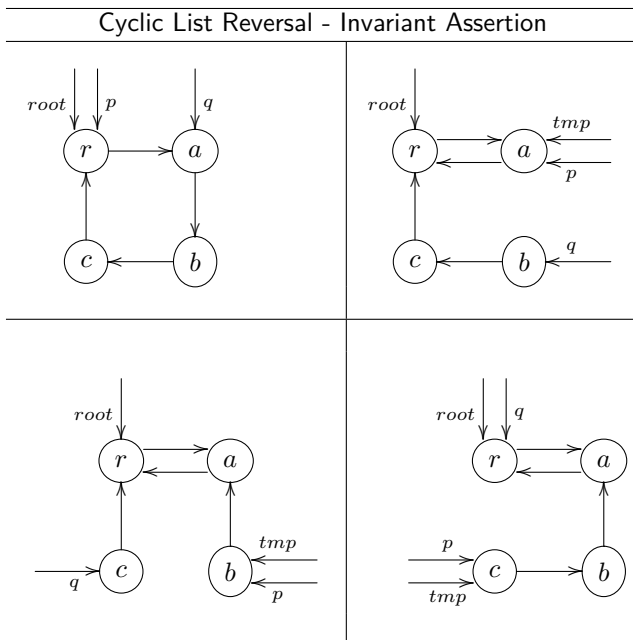 Cyclic List Reversal - Invariant Assertion
root p q
r a
c b
root tmp
r a
p
q
c b
root
r a
tmp
q c b
p
root q
r a
p
c b
tmp